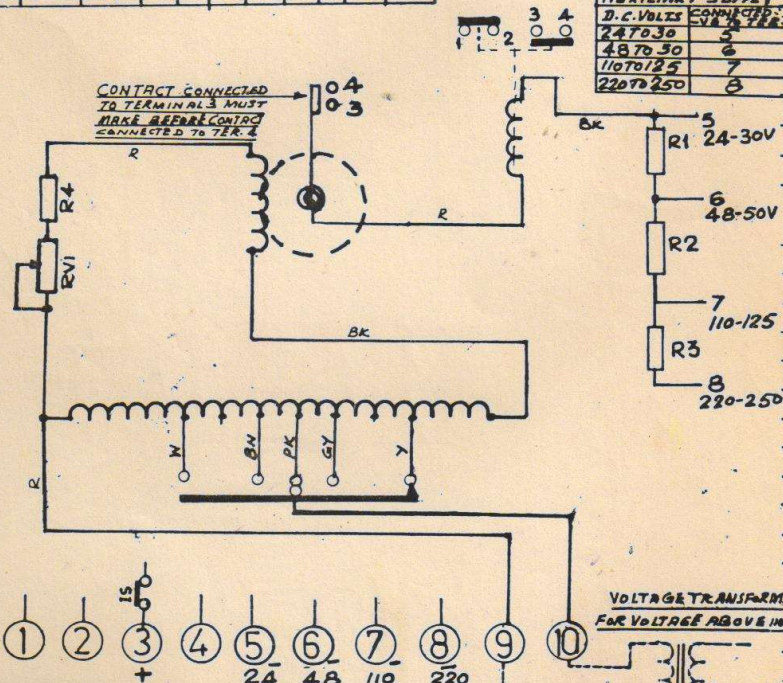 D.C. VOLTS CONNECTED
24 TO 30 5
48 TO 50 6
110 TO 125 7
220 TO 250 8
3 4
2
CONTACT CONNECTED
TO TERMINAL 3 MUST
MAKE BEFORE CONTACT
CONNECTED TO TER. 4
4
3
BK
5
R1 24-30V
R
R4
6
48-50V
R
RV1
R2
7
110-125
BK
R3
8
220-250
W BN PK GY Y
R
IS
VOLTAGE TRANSFORM
FOR VOLTAGE ABOVE
1 2 3 4 5 6 7 8 9 10
+ 24 48 110 220